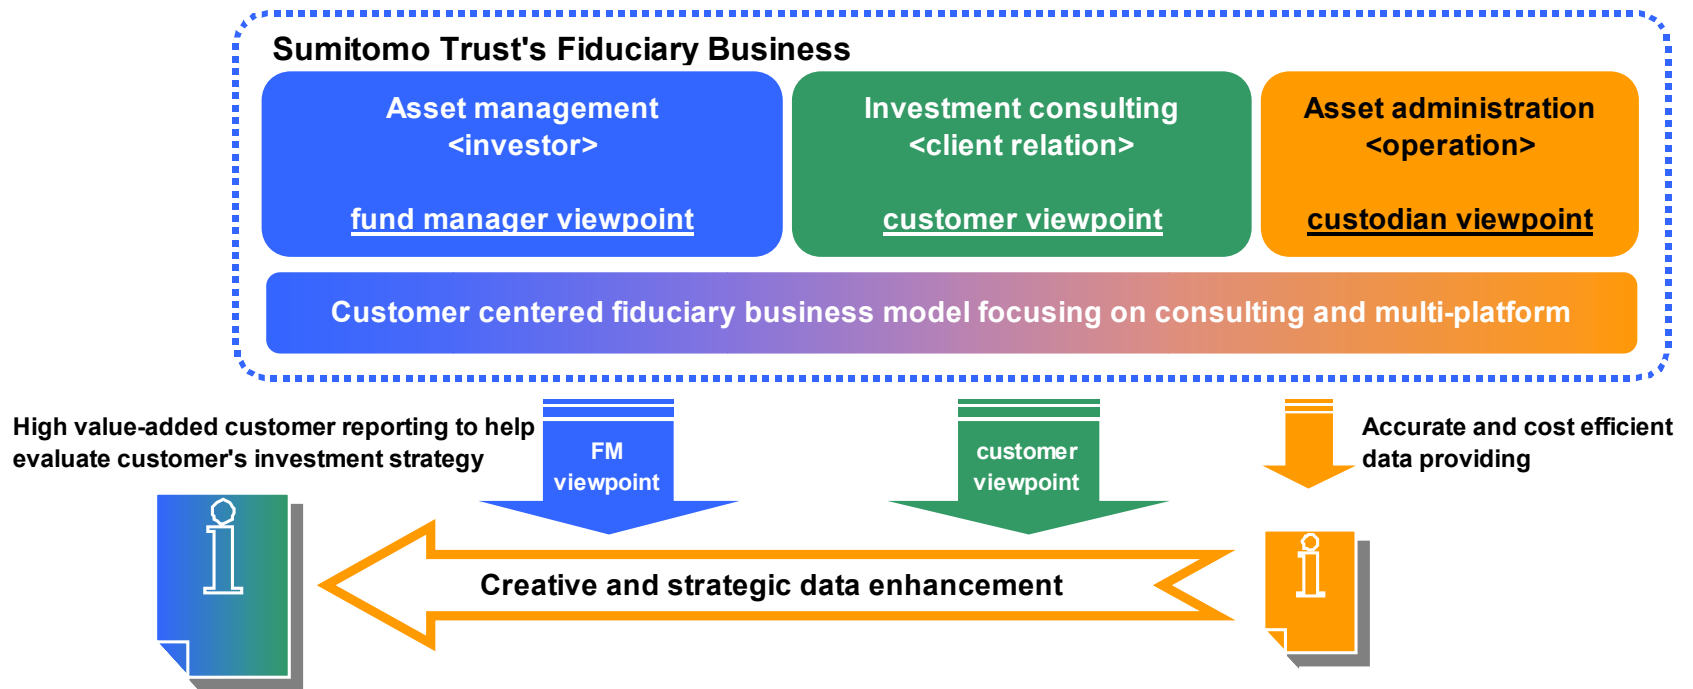 Sumitomo Trust's Fiduciary Business
Asset management
<investor>
fund manager viewpoint
Investment consulting
<client relation>
customer viewpoint
Asset administration
<operation>
custodian viewpoint
Customer centered fiduciary business model focusing on consulting and multi-platform
High value-added customer reporting to help
evaluate customer's investment strategy
FM
viewpoint
customer
viewpoint
Accurate and cost efficient
data providing
Creative and strategic data enhancement